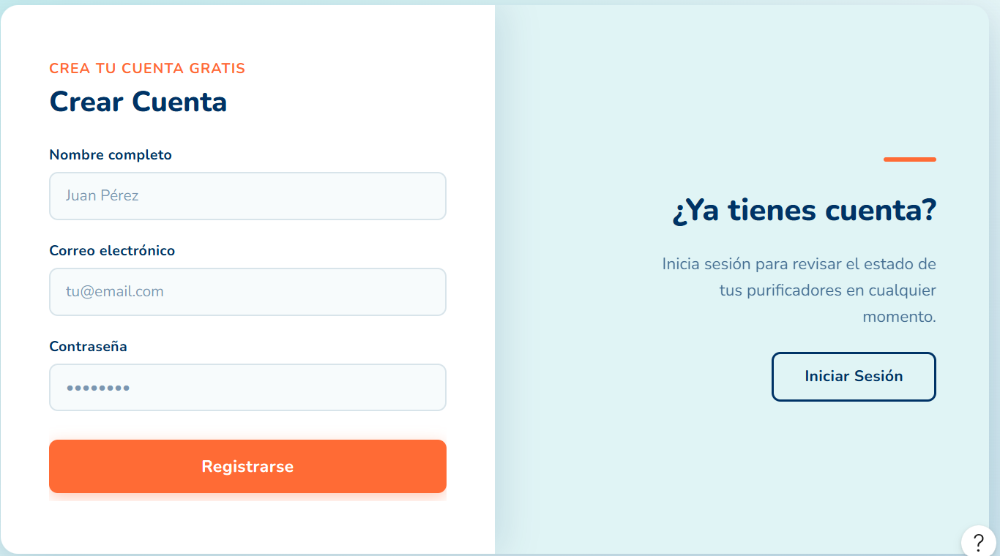 CREA TU CUENTA GRATIS
Crear Cuenta
Nombre completo
Juan Pérez
Correo electrónico
tu@email.com
Contraseña
••••••••
Registrarse
¿Ya tienes cuenta?
Inicia sesión para revisar el estado de
tus purificadores en cualquier
momento.
Iniciar Sesión
?